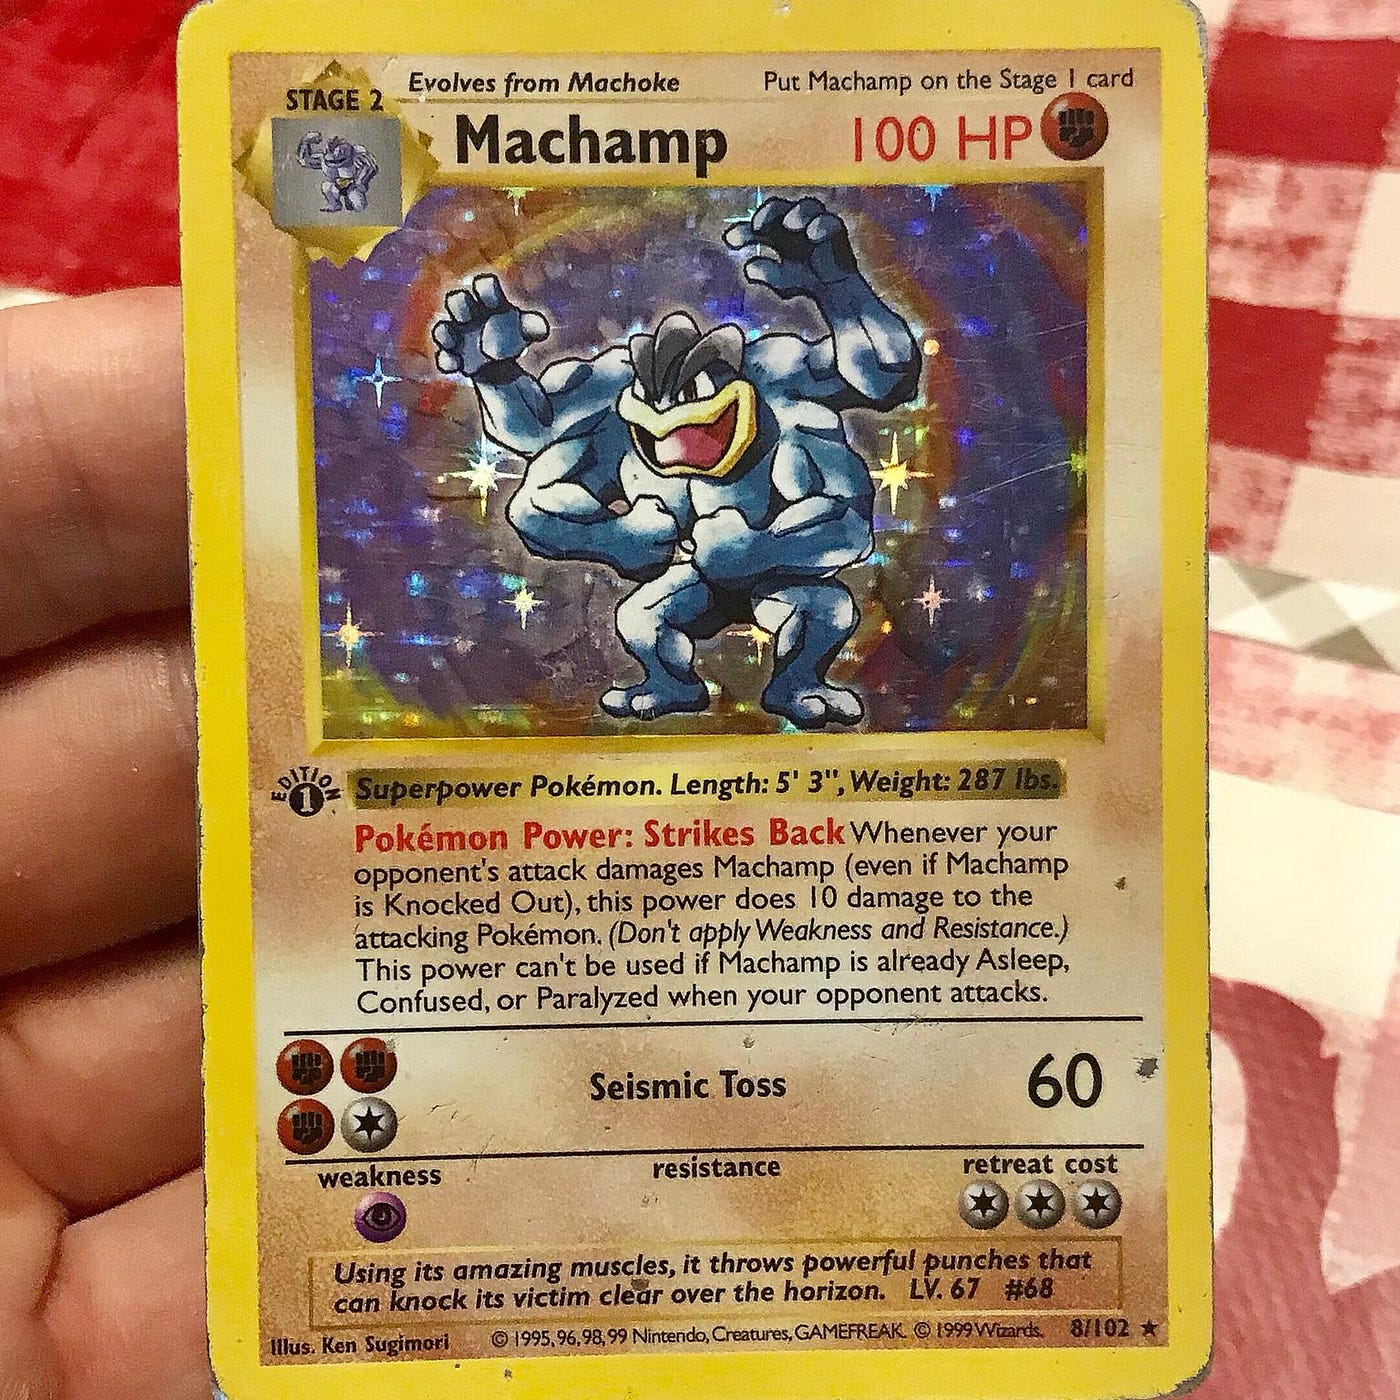 Evolves from Machoke
Put Machamp on the Stage 1 card
STAGE 2
Machamp
100 HP
EDITION
1
Superpower Pokémon. Length: 5' 3", Weight: 287 lbs.
Pokémon Power: Strikes Back Whenever your
opponent's attack damages Machamp (even if Machamp
is Knocked Out), this power does 10 damage to the
attacking Pokémon. (Don't apply Weakness and Resistance.)
This power can't be used if Machamp is already Asleep,
Confused, or Paralyzed when your opponent attacks.
Seismic Toss
60
weakness
resistance
retreat cost
Using its amazing muscles, it throws powerful punches that
can knock its victim clear over the horizon. LV. 67 #68
Illus. Ken Sugimori
© 1995, 96, 98, 99 Nintendo, Creatures, GAMEFREAK. © 1999 Wizards.
8/102 ★